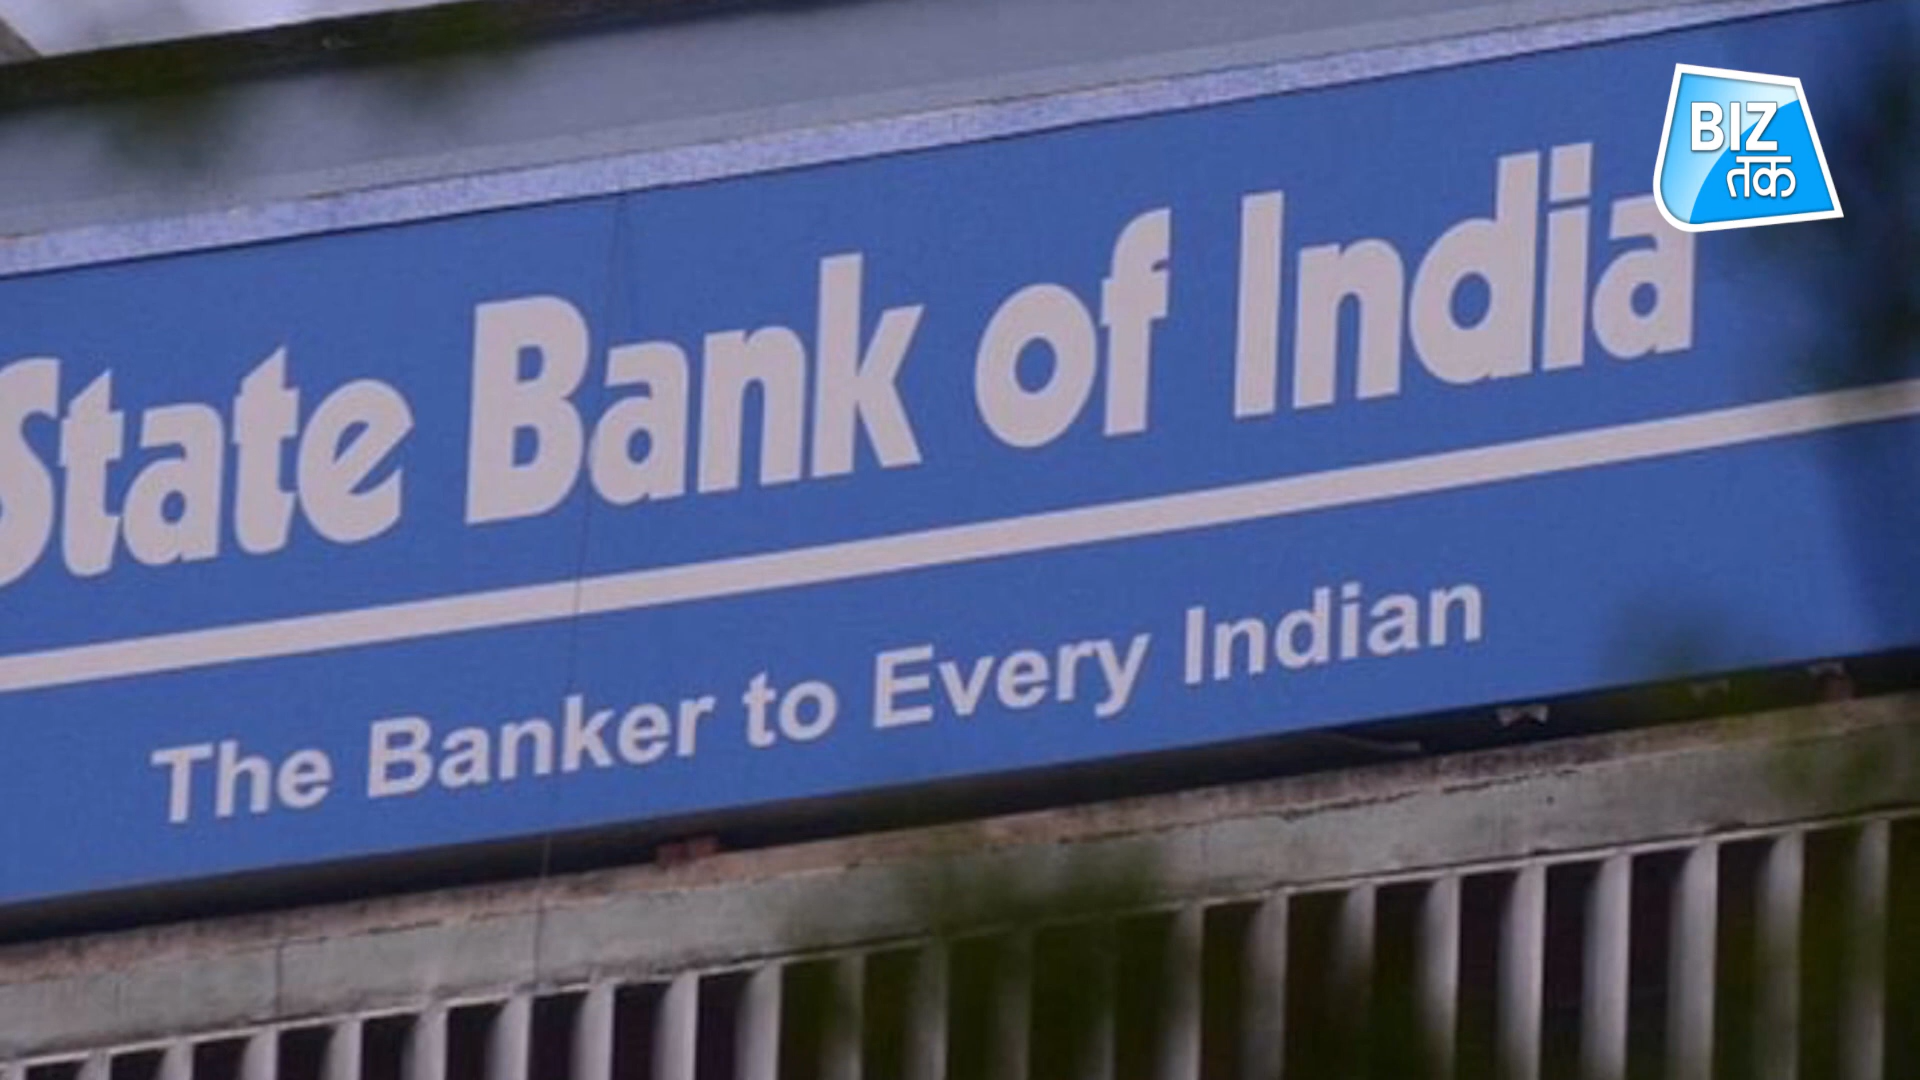 BIZ
तक
State Bank of India
The Banker to Every Indian